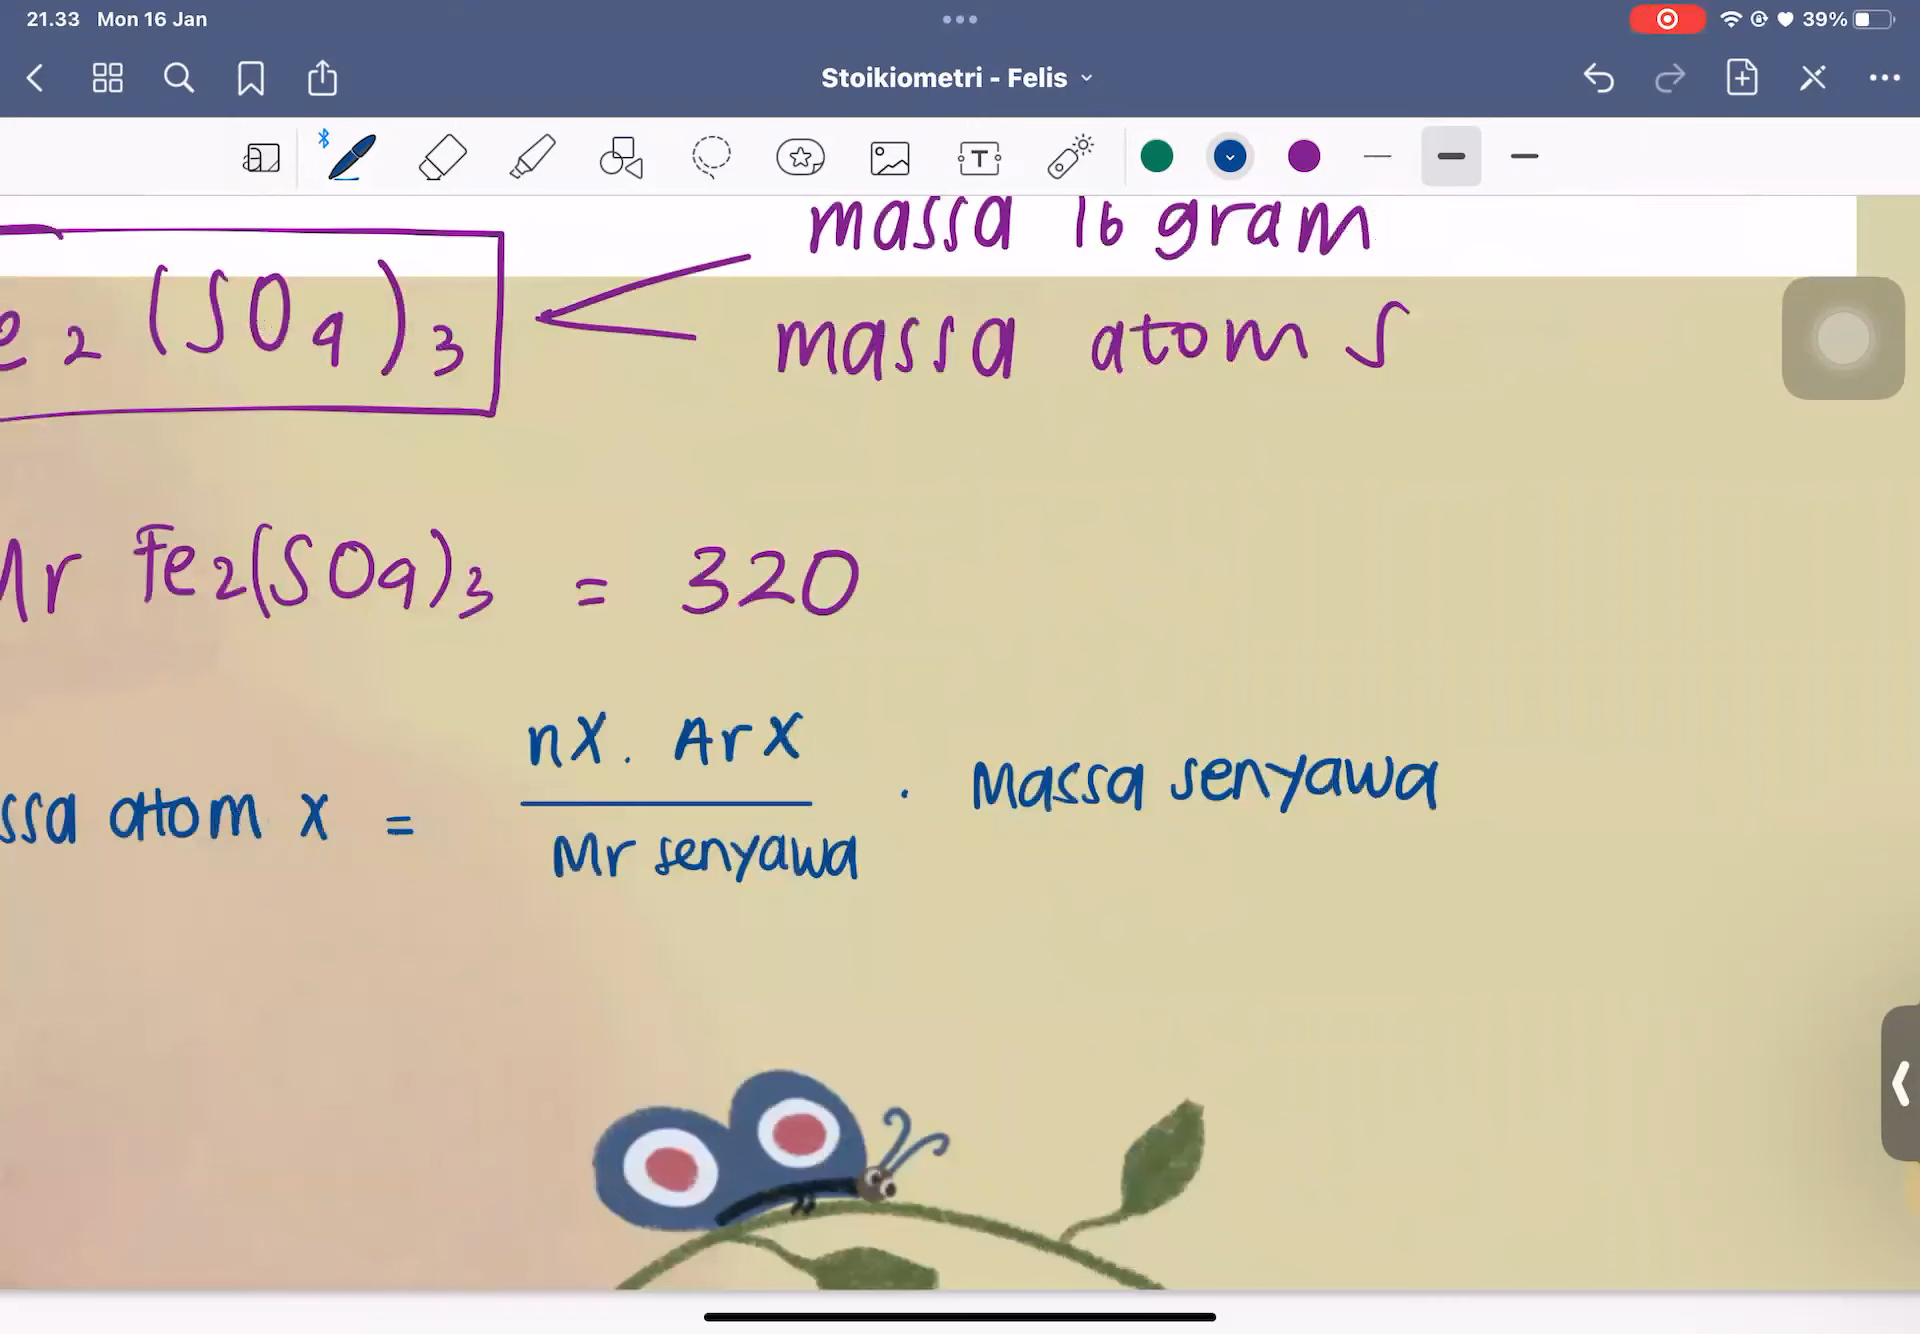 21.33 Mon 16 Jan
39%
Stoikiometri - Felis
T
massa 16 gram
e2 (SO4)3
massa atom S
Mr Fe2(SO4)3 = 320
nX . Ar X
ssa atom X = . Massa senyawa
Mr senyawa